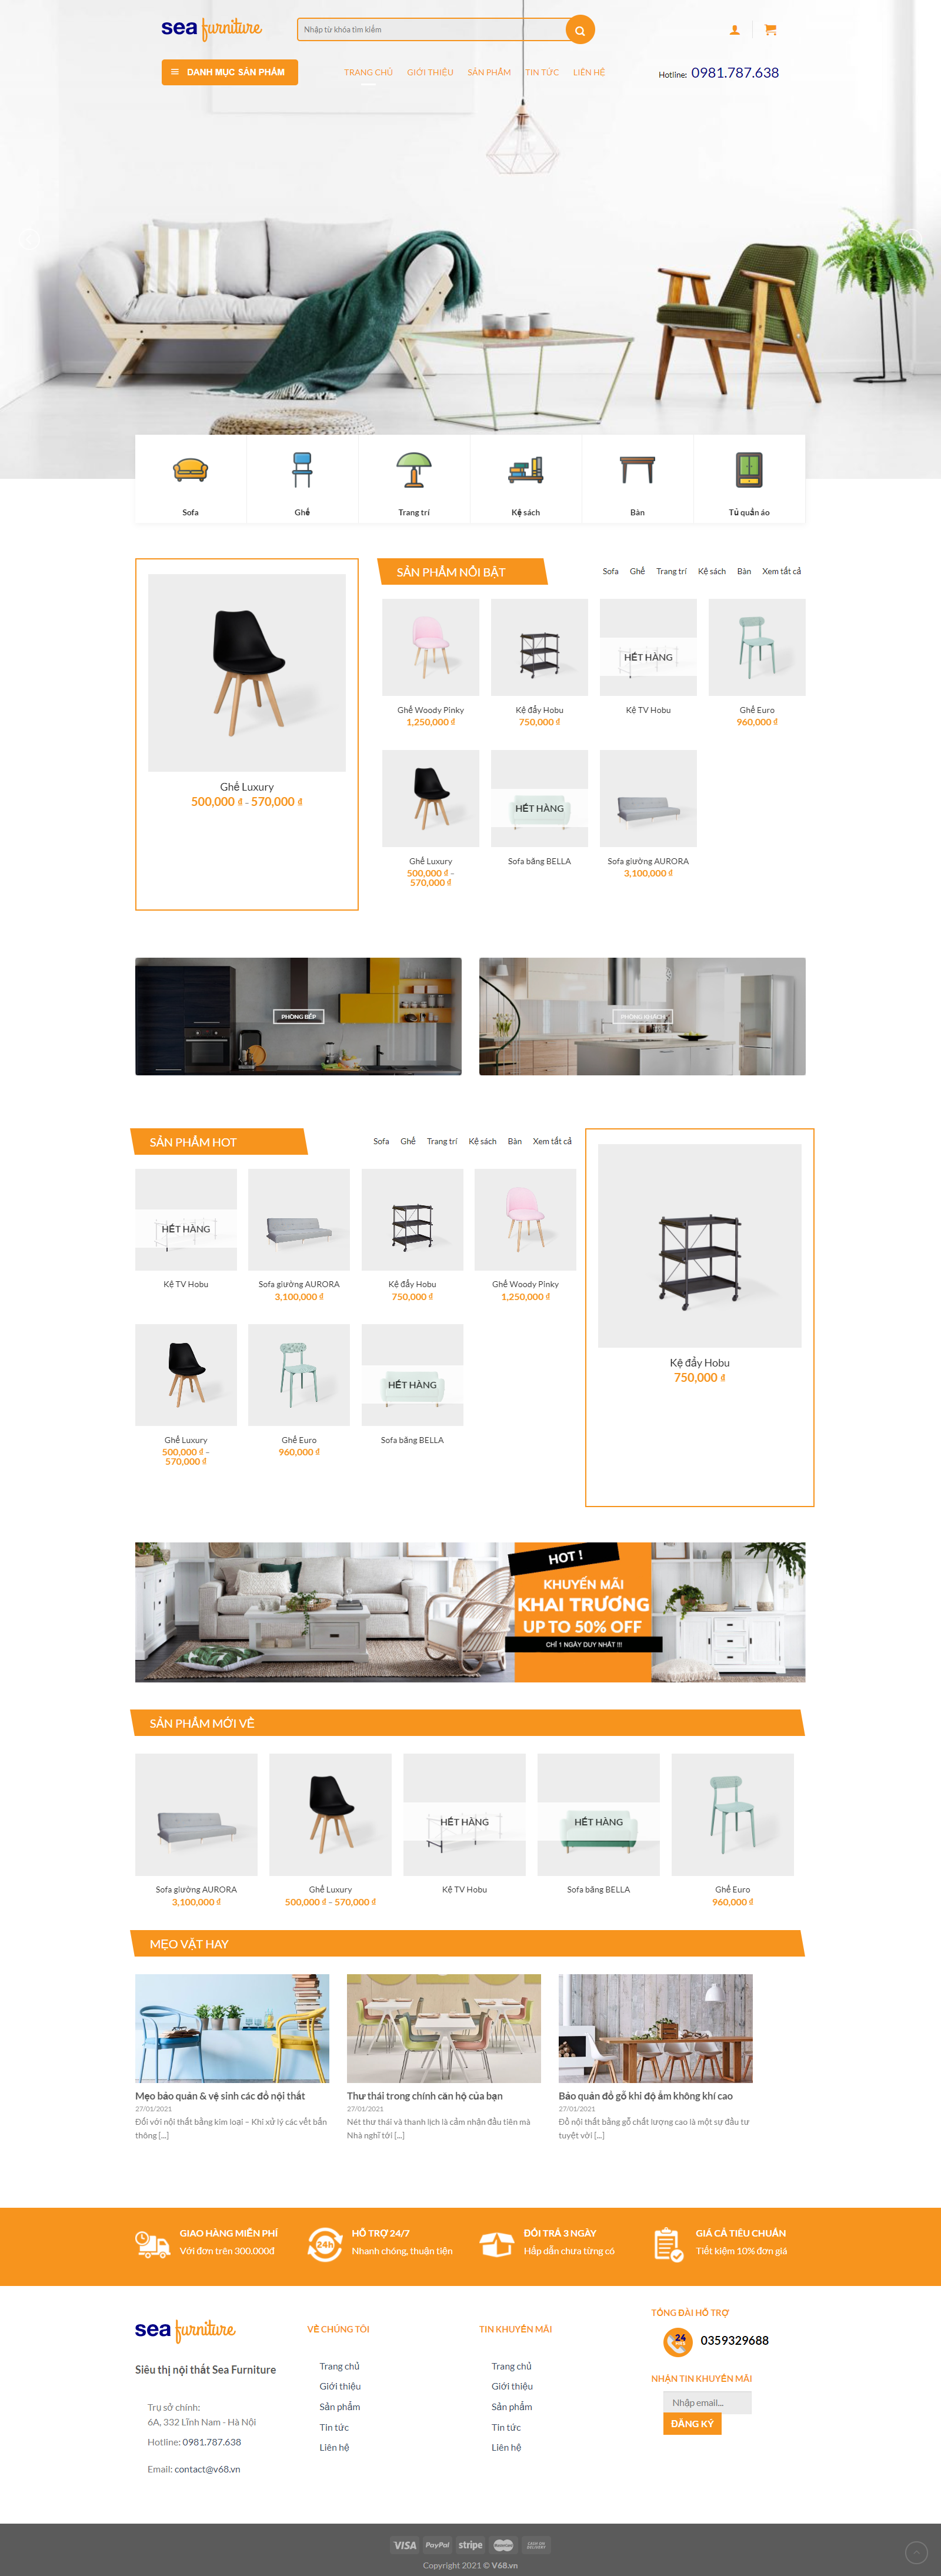 sea furniture
Nhập từ khóa tìm kiếm
DANH MỤC SẢN PHẨM
TRANG CHỦ GIỚI THIỆU SẢN PHẨM TIN TỨC LIÊN HỆ
Hotline: 0981.787.638
Sofa Ghế Trang trí Kệ sách Bàn Tủ quần áo
Ghế Luxury
500,000 ₫ - 570,000 ₫
SẢN PHẨM NỔI BẬT
Sofa Ghế Trang trí Kệ sách Bàn Xem tất cả
HẾT HÀNG
Ghế Woody Pinky Kệ đẩy Hobu Kệ TV Hobu Ghế Euro
1,250,000 ₫ 750,000 ₫ 960,000 ₫
HẾT HÀNG
Ghế Luxury Sofa băng BELLA Sofa giường AURORA
500,000 ₫ – 3,100,000 ₫
570,000 ₫
PHÒNG BẾP
PHÒNG KHÁCH
SẢN PHẨM HOT
Sofa Ghế Trang trí Kệ sách Bàn Xem tất cả
HẾT HÀNG
Kệ TV Hobu Sofa giường AURORA Kệ đẩy Hobu Ghế Woody Pinky
3,100,000 ₫ 750,000 ₫ 1,250,000 ₫
HẾT HÀNG
Ghế Luxury Ghế Euro Sofa băng BELLA
500,000 ₫ – 960,000 ₫
570,000 ₫
Kệ đẩy Hobu
750,000 ₫
HOT !
KHUYẾN MÃI
KHAI TRƯƠNG
UP TO 50% OFF
CHỈ 1 NGÀY DUY NHẤT !!!
SẢN PHẨM MỚI VỀ
HẾT HÀNG HẾT HÀNG
Sofa giường AURORA Ghế Luxury Kệ TV Hobu Sofa băng BELLA Ghế Euro
3,100,000 ₫ 500,000 ₫ – 570,000 ₫ 960,000 ₫
MẸO VẶT HAY
Mẹo bảo quản & vệ sinh các đồ nội thất
27/01/2021
Đối với nội thất bằng kim loại – Khi xử lý các vết bẩn
thông [...]
Thư thái trong chính căn hộ của bạn
27/01/2021
Nét thư thái và thanh lịch là cảm nhận đầu tiên mà
Nhà nghĩ tới [...]
Bảo quản đồ gỗ khi độ ẩm không khí cao
27/01/2021
Đồ nội thất bằng gỗ chất lượng cao là một sự đầu tư
tuyệt vời [...]
GIAO HÀNG MIỄN PHÍ
Với đơn trên 300.000đ
24h
HỖ TRỢ 24/7
Nhanh chóng, thuận tiện
ĐỔI TRẢ 3 NGÀY
Hấp dẫn chưa từng có
GIÁ CẢ TIÊU CHUẨN
Tiết kiệm 10% đơn giá
sea furniture
Siêu thị nội thất Sea Furniture
Trụ sở chính:
6A, 332 Lĩnh Nam - Hà Nội
Hotline: 0981.787.638
Email: contact@v68.vn
VỀ CHÚNG TÔI
Trang chủ
Giới thiệu
Sản phẩm
Tin tức
Liên hệ
TIN KHUYẾN MÃI
Trang chủ
Giới thiệu
Sản phẩm
Tin tức
Liên hệ
TỔNG ĐÀI HỖ TRỢ
24
0359329688
NHẬN TIN KHUYẾN MÃI
Nhập email...
ĐĂNG KÝ
VISA PayPal stripe MasterCard CASH ON DELIVERY
Copyright 2021 © V68.vn